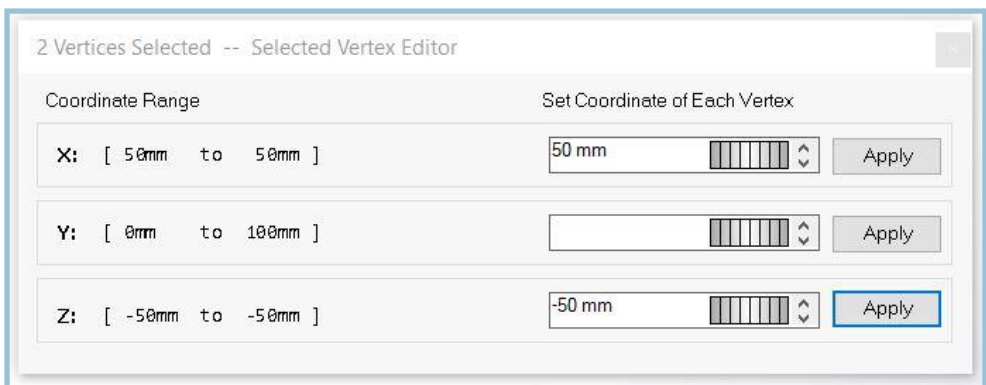 2 Vertices Selected -- Selected Vertex Editor
Coordinate Range Set Coordinate of Each Vertex
X: [ 50mm to 50mm ] 50 mm Apply
Y: [ 0mm to 100mm ] Apply
Z: [ -50mm to -50mm ] -50 mm Apply